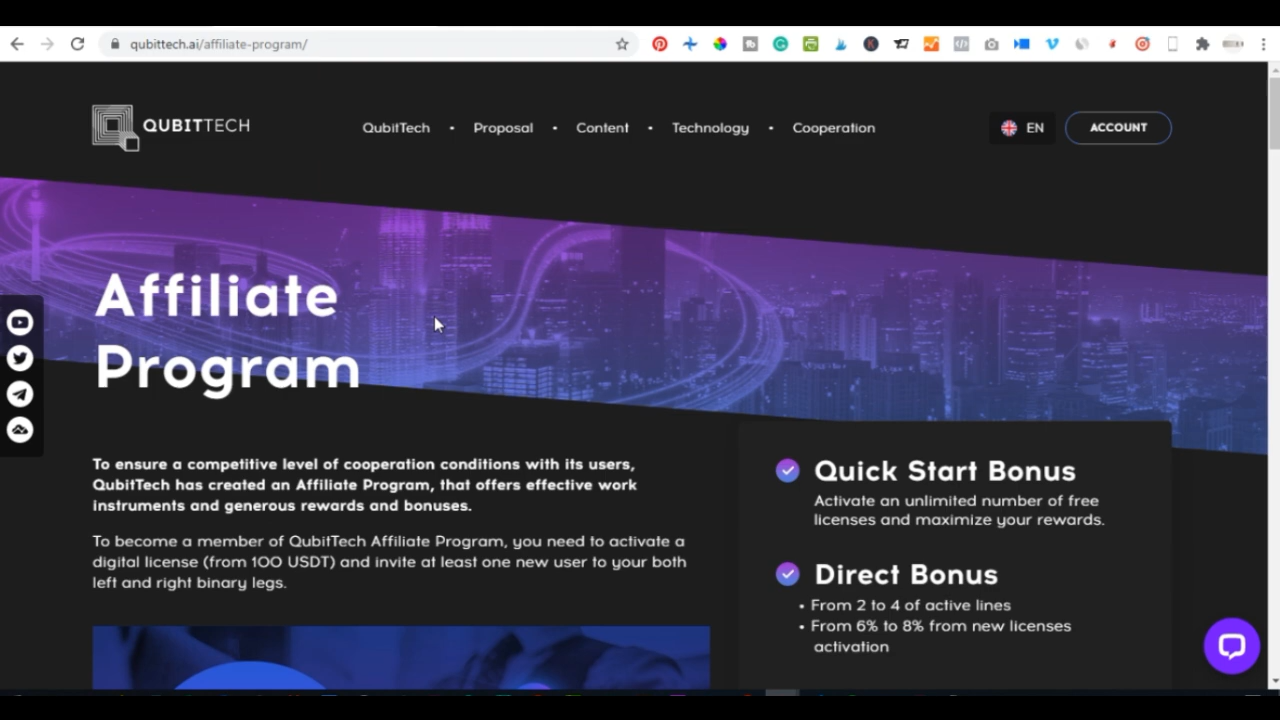 qubittech.ai/affiliate-program/
QUBITTECH
QubitTech • Proposal • Content • Technology • Cooperation
EN
ACCOUNT
Affiliate
Program
To ensure a competitive level of cooperation conditions with its users,
QubitTech has created an Affiliate Program, that offers effective work
instruments and generous rewards and bonuses.
To become a member of QubitTech Affiliate Program, you need to activate a
digital license (from 100 USDT) and invite at least one new user to your both
left and right binary legs.
Quick Start Bonus
Activate an unlimited number of free
licenses and maximize your rewards.
Direct Bonus
• From 2 to 4 of active lines
• From 6% to 8% from new licenses
activation